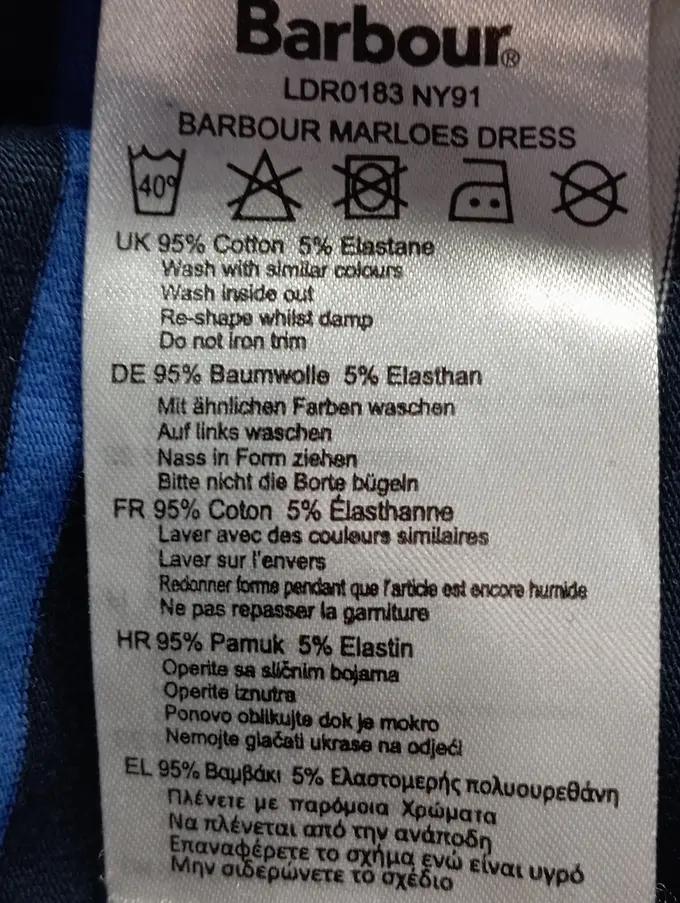 Barbour®
LDR0183 NY91
BARBOUR MARLOES DRESS
40°
UK 95% Cotton 5% Elastane
Wash with similar colours
Wash inside out
Re-shape whilst damp
Do not iron trim
DE 95% Baumwolle 5% Elasthan
Mit ähnlichen Farben waschen
Auf links waschen
Nass in Form ziehen
Bitte nicht die Borte bügeln
FR 95% Coton 5% Élasthanne
Laver avec des couleurs similaires
Laver sur l'envers
Redonner forme pendant que l'article est encore humide
Ne pas repasser la garniture
HR 95% Pamuk 5% Elastin
Operite sa sličnim bojama
Operite iznutra
Ponovo oblikujte dok je mokro
Nemojte glačati ukrase na odjeći
EL 95% Βαμβάκι 5% Ελαστομερής πολυουρεθάνη
Πλένετε με παρόμοια Χρώματα
Να πλένεται από την ανάποδη
Επαναφέρετε το σχήμα ενώ είναι υγρό
Μην σιδερώνετε το σχέδιο